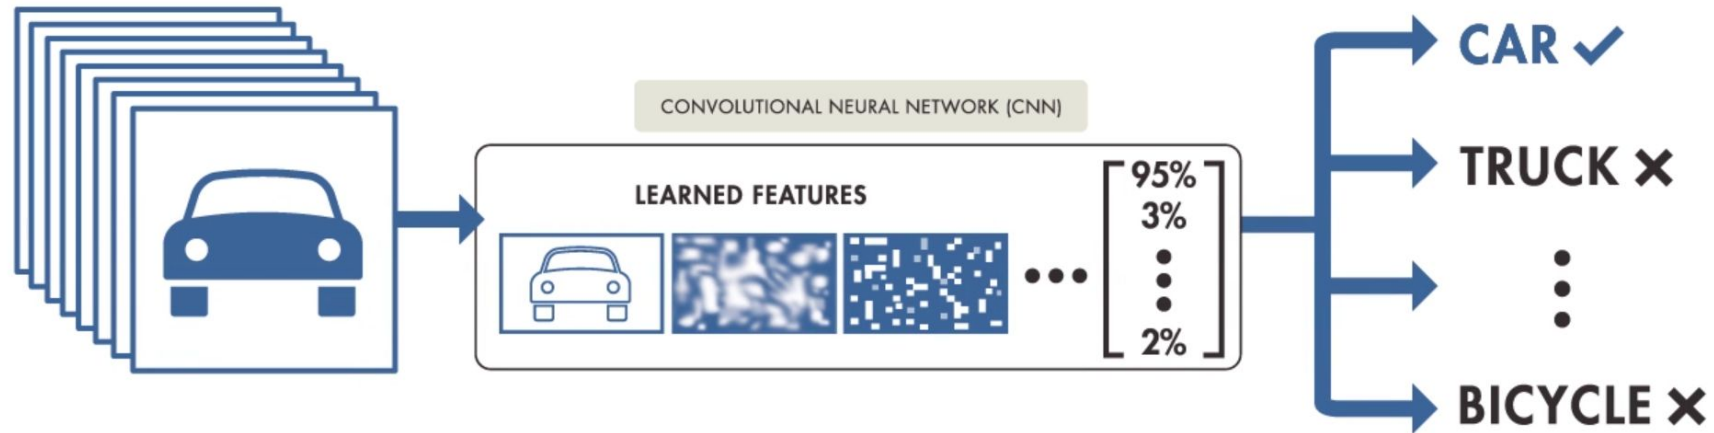 CONVOLUTIONAL NEURAL NETWORK (CNN)
LEARNED FEATURES
95%
3%
2%
CAR
TRUCK
BICYCLE